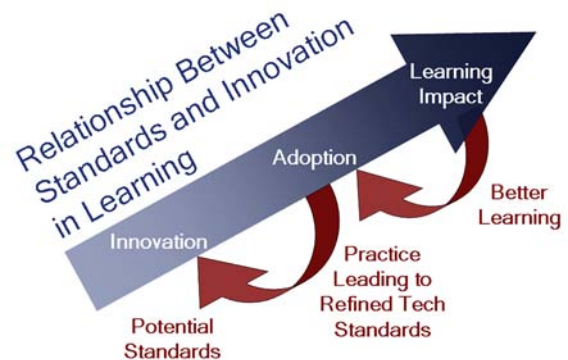 Relationship Between
Standards and Innovation
in Learning
Learning
Impact
Adoption
Innovation
Better
Learning
Practice
Leading to
Refined Tech
Standards
Potential
Standards